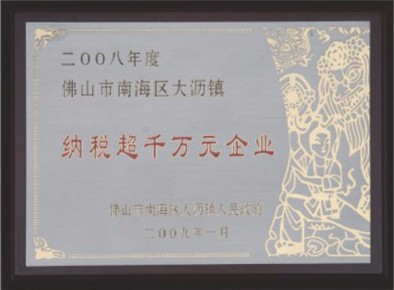 二〇〇八年度
佛山市南海区大沥镇
纳税超千万元企业
佛山市南海区大沥镇人民政府
二〇〇九年一月